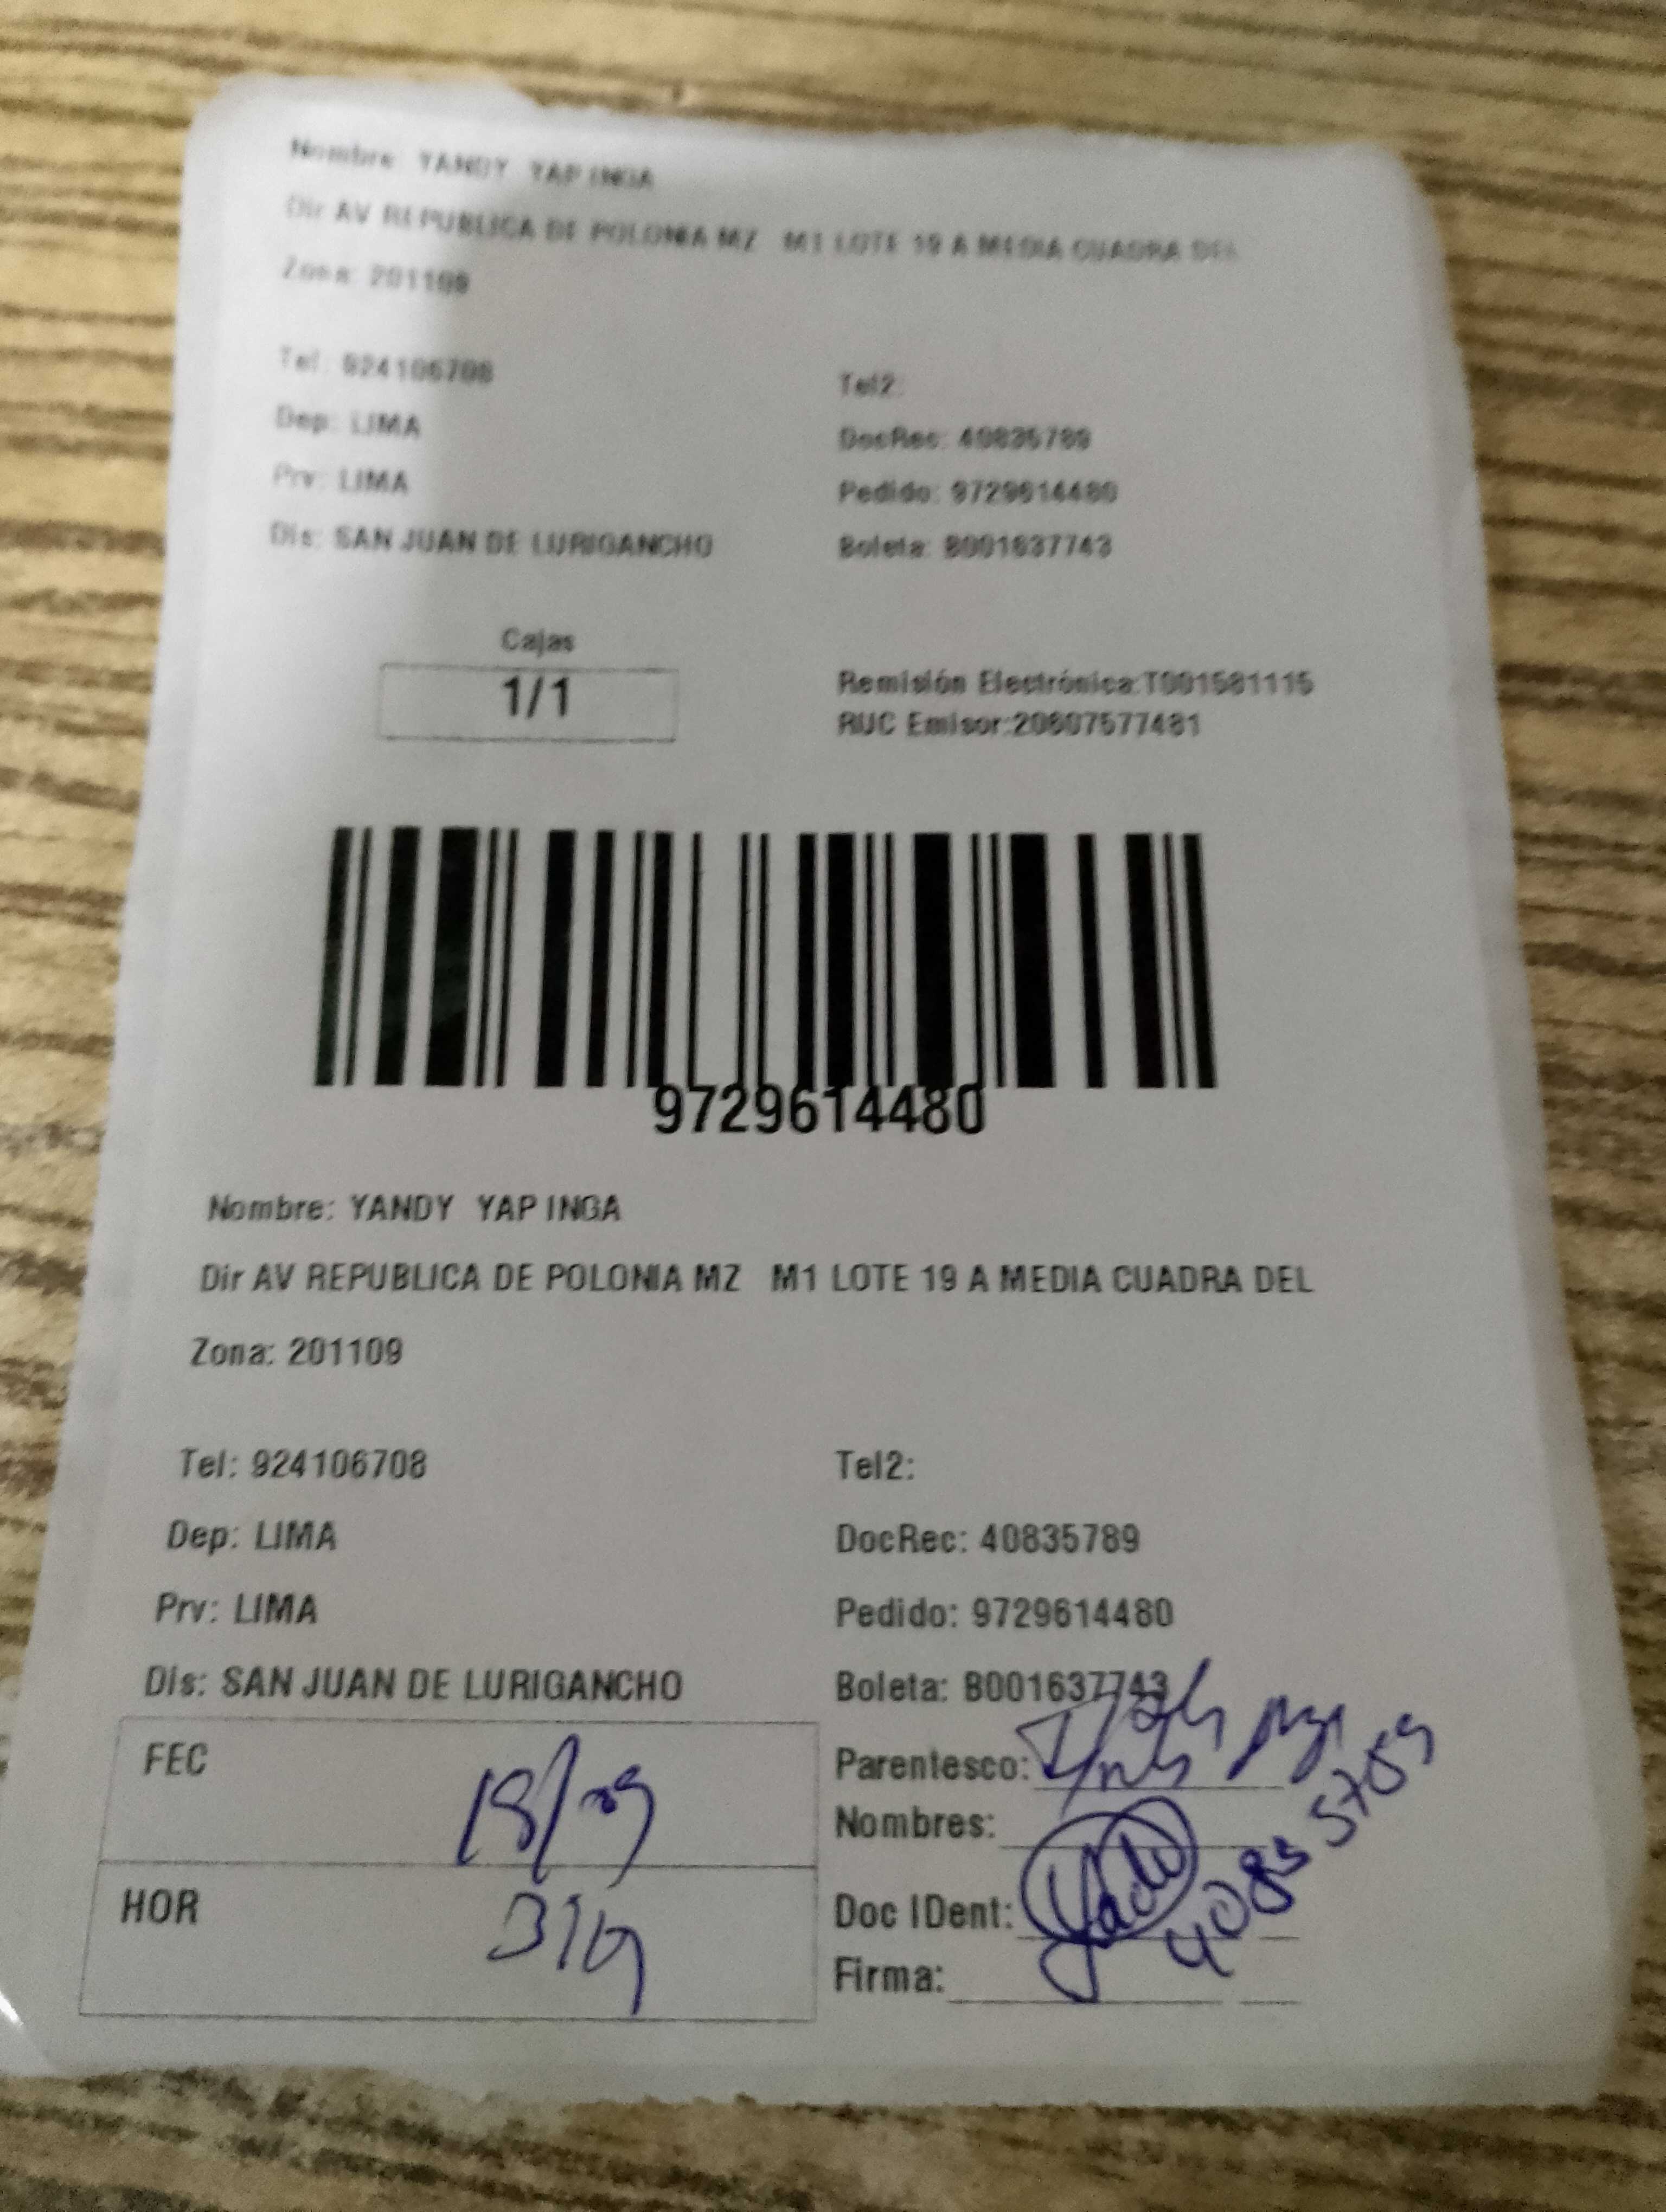 Nombre: YANDY YAP INGA
Dir AV REPUBLICA DE POLONIA MZ M1 LOTE 19 A MEDIA CUADRA DEL
Zona: 201109
Tel: 924106708 Tel2:
Dep: LIMA DocRec: 40835789
Prv: LIMA Pedido: 9729614480
Dis: SAN JUAN DE LURIGANCHO Boleta: B001637743
Cajas
1/1
Remisión Electrónica:T001581115
RUC Emisor:20607577481
9729614480
Nombre: YANDY YAP INGA
Dir AV REPUBLICA DE POLONIA MZ M1 LOTE 19 A MEDIA CUADRA DEL
Zona: 201109
Tel: 924106708 Tel2:
Dep: LIMA DocRec: 40835789
Prv: LIMA Pedido: 9729614480
Dis: SAN JUAN DE LURIGANCHO Boleta: B001637743
FEC
Parentesco:
Nombres:
HOR
Doc IDent:
Firma: